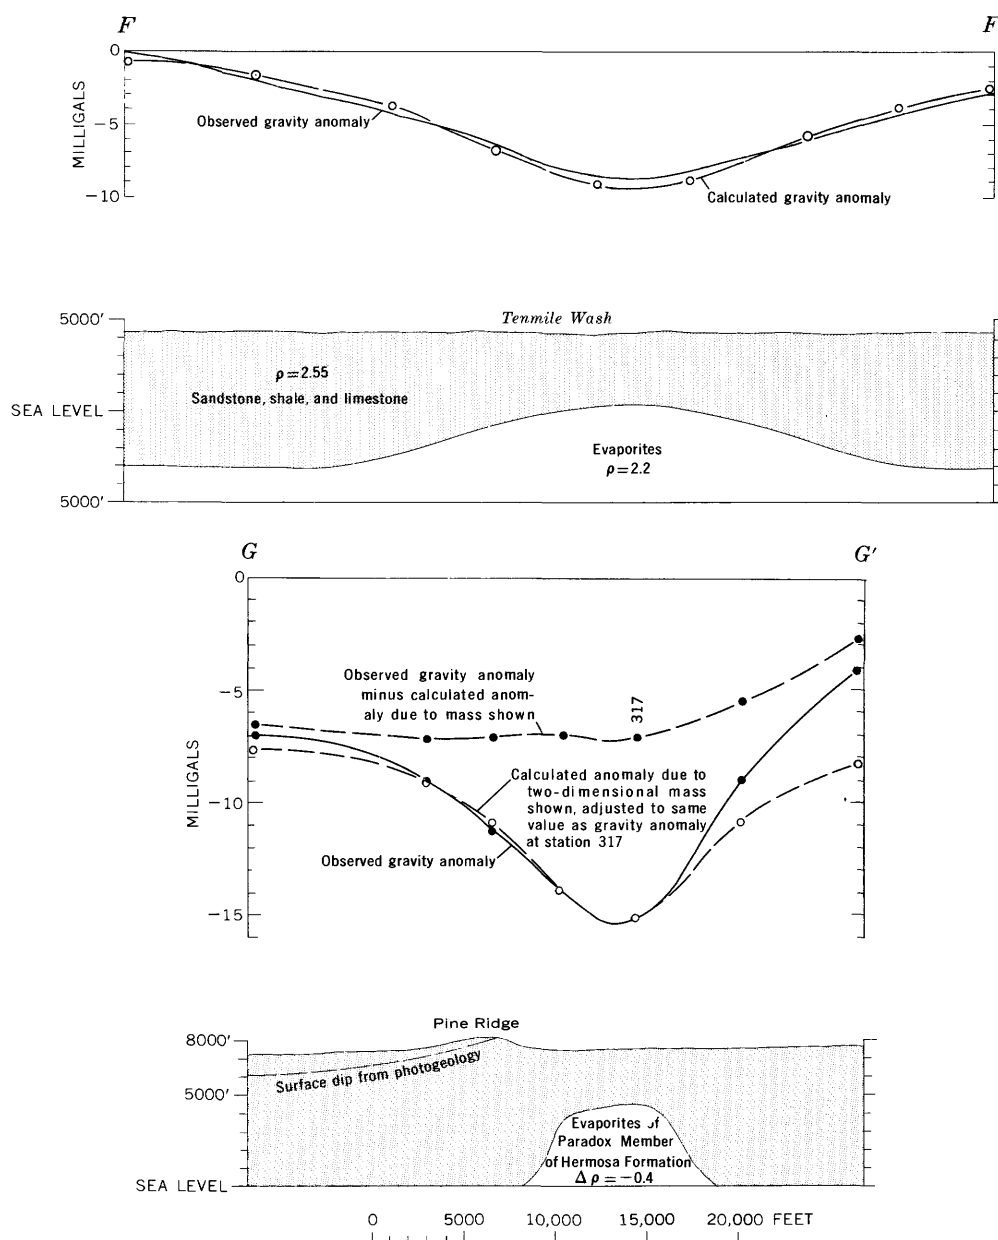 F F
0
Observed gravity anomaly
MILLIGALS
−5
−10
Calculated gravity anomaly
5000'
Tenmile Wash
ρ=2.55
Sandstone, shale, and limestone
SEA LEVEL
Evaporites
ρ=2.2
5000'
G G'
0
Observed gravity anomaly
minus calculated anom-
aly due to mass shown
317
−5
MILLIGALS
Calculated anomaly due to
two-dimensional mass
shown, adjusted to same
value as gravity anomaly
at station 317
−10
Observed gravity anomaly
−15
Pine Ridge
8000'
Surface dip from photogeology
5000'
Evaporites of
Paradox Member
of Hermosa Formation
Δρ=−0.4
SEA LEVEL
0 5000 10,000 15,000 20,000 FEET